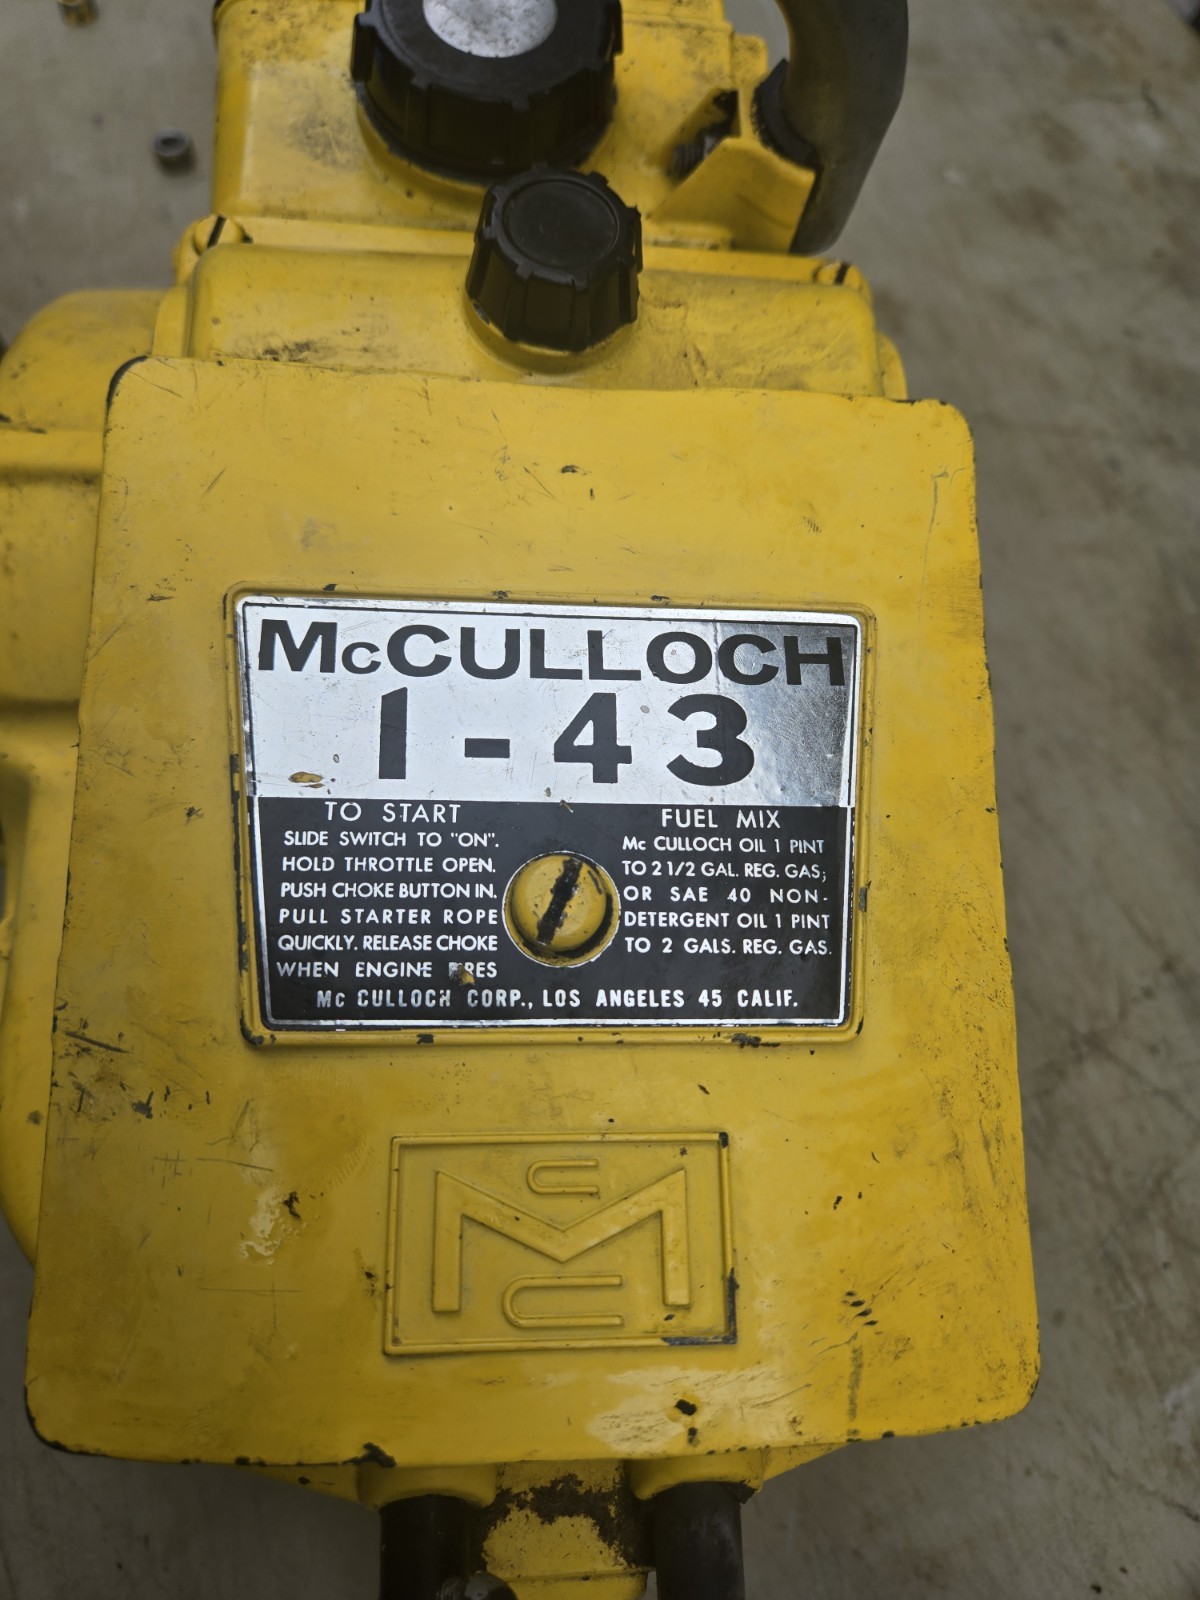 McCULLOCH
1-43
TO START
SLIDE SWITCH TO "ON".
HOLD THROTTLE OPEN.
PUSH CHOKE BUTTON IN.
PULL STARTER ROPE
QUICKLY. RELEASE CHOKE
WHEN ENGINE FIRES
FUEL MIX
Mc CULLOCH OIL 1 PINT
TO 2 1/2 GAL. REG. GAS;
OR SAE 40 NON-
DETERGENT OIL 1 PINT
TO 2 GALS. REG. GAS.
Mc CULLOCH CORP., LOS ANGELES 45 CALIF.